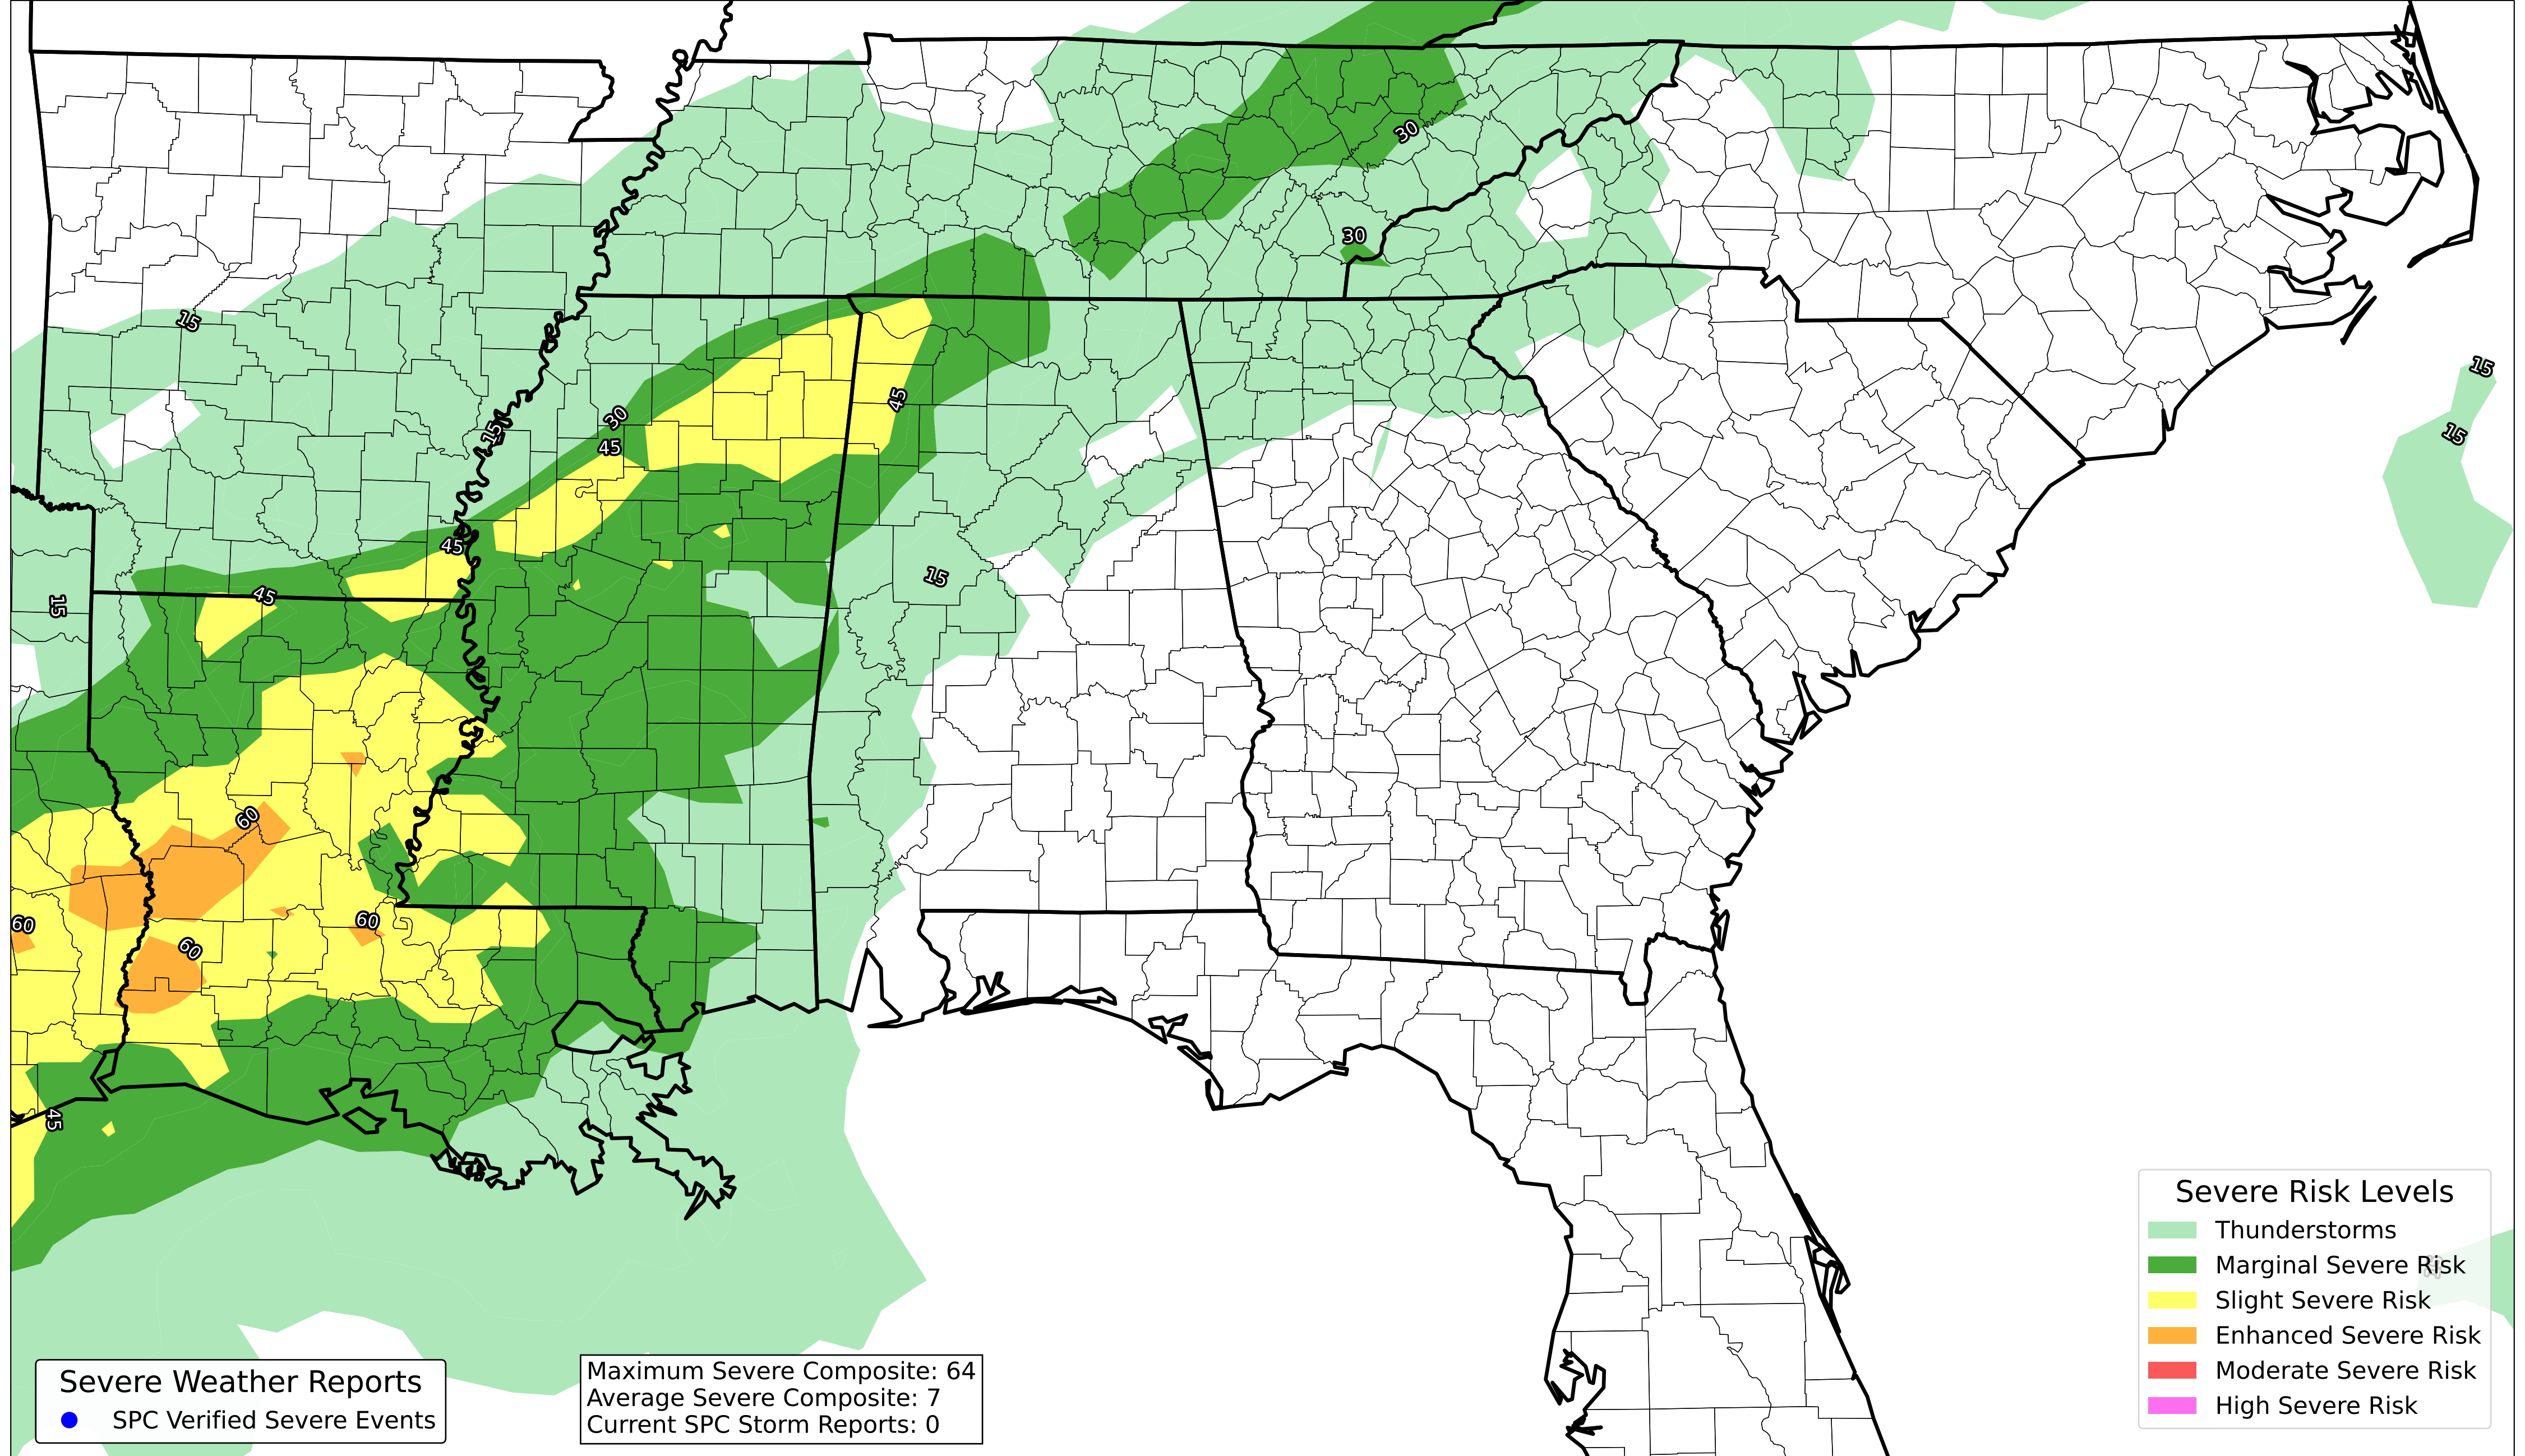 30
30
15
15
45
30
15
45
15
45
15
45
15
60
60
60
60
45
Severe Risk Levels
Thunderstorms
Marginal Severe Risk
Slight Severe Risk
Enhanced Severe Risk
Moderate Severe Risk
High Severe Risk
Severe Weather Reports
SPC Verified Severe Events
Maximum Severe Composite: 64
Average Severe Composite: 7
Current SPC Storm Reports: 0